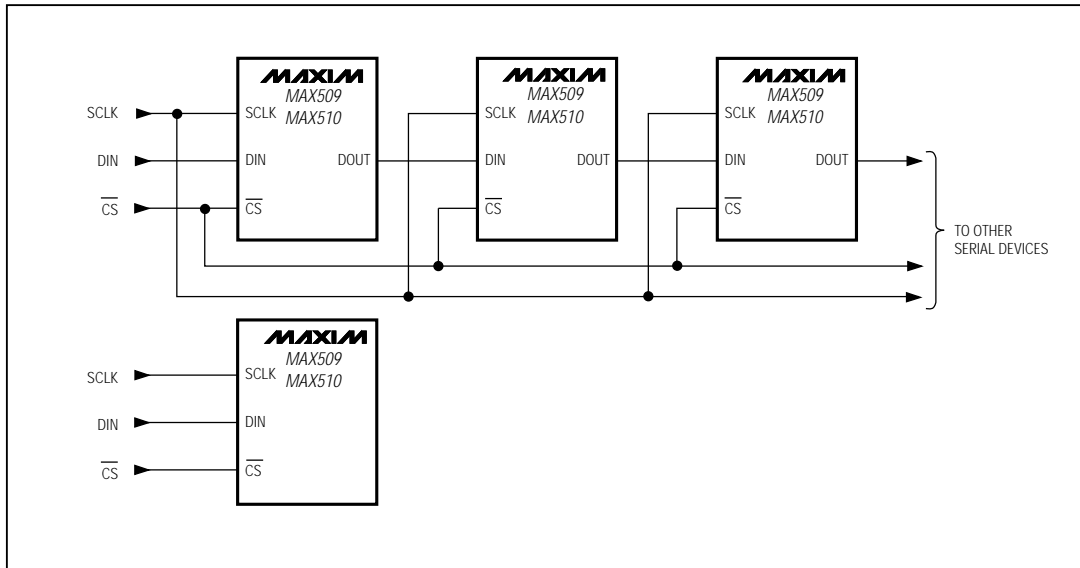 MAXIM
MAX509
MAX510
SCLK
SCLK
DIN
DIN
DOUT
CS
CS
MAXIM
MAX509
MAX510
SCLK
DIN
DOUT
CS
MAXIM
MAX509
MAX510
SCLK
DIN
DOUT
CS
TO OTHER
SERIAL DEVICES
MAXIM
MAX509
MAX510
SCLK
SCLK
DIN
DIN
CS
CS